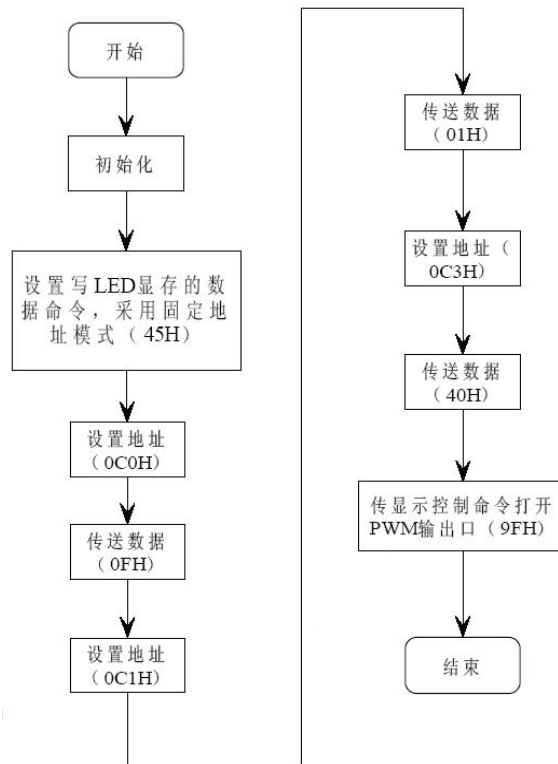 开始
初始化
设置写LED显存的数
据命令，采用固定地
址模式（45H）
设置地址
（0C0H）
传送数据
（0FH）
设置地址
（0C1H）
传送数据
（01H）
设置地址（
0C3H）
传送数据
（40H）
传显示控制命令打开
PWM输出口（9FH）
结束